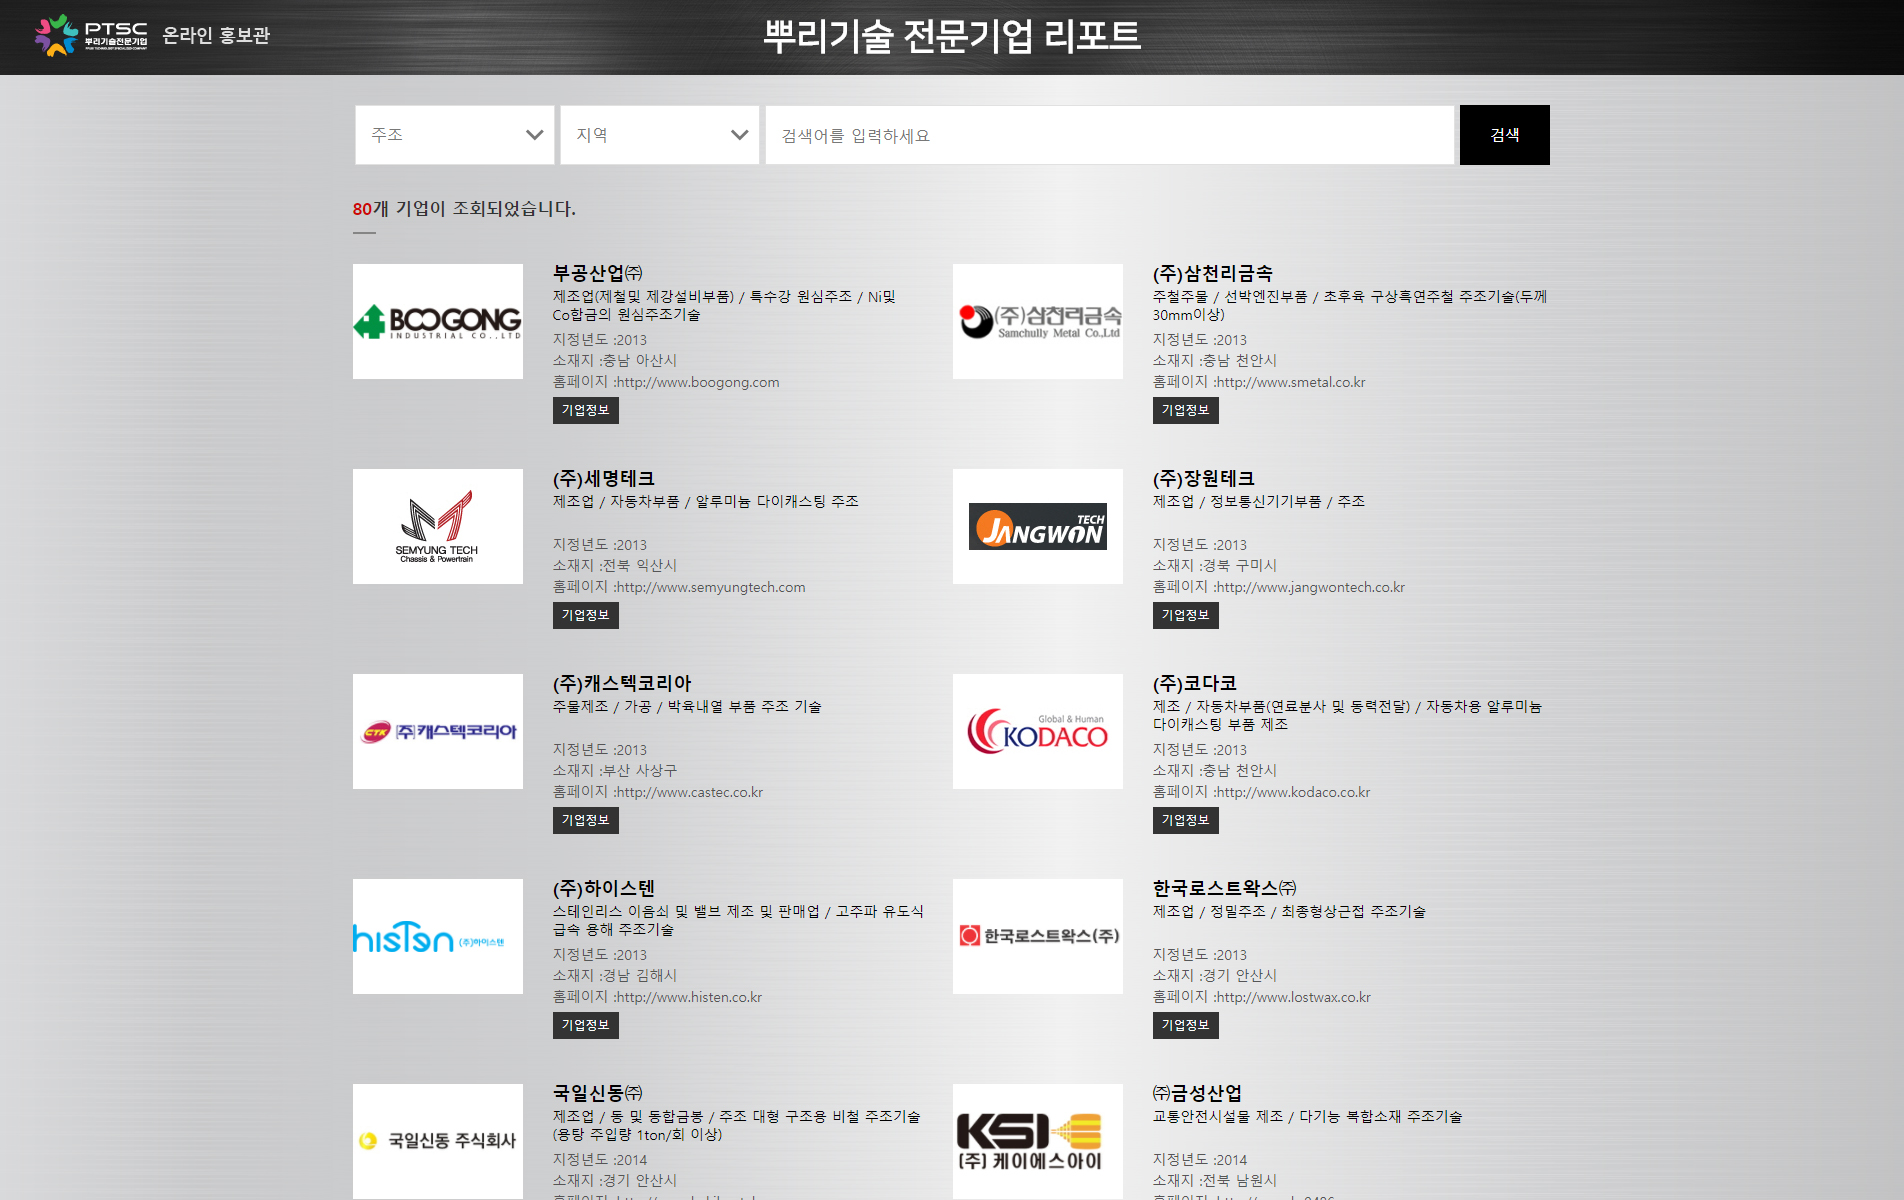 PTSC
뿌리기술전문기업
온라인 홍보관
뿌리기술 전문기업 리포트
주조
지역
검색어를 입력하세요
검색
80개 기업이 조회되었습니다.
BOOGONG
INDUSTRIAL CO.,LTD
부공산업㈜
제조업(제철및 제강설비부품) / 특수강 원심주조 / Ni및
Co합금의 원심주조기술
지정년도 :2013
소재지 :충남 아산시
홈페이지 :http://www.boogong.com
기업정보
(주)삼천리금속
Samchully Metal Co.,Ltd
(주)삼천리금속
주철주물 / 선박엔진부품 / 초후육 구상흑연주철 주조기술(두께
30mm이상)
지정년도 :2013
소재지 :충남 천안시
홈페이지 :http://www.smetal.co.kr
기업정보
SEMYUNG TECH
Chassis & Powertrain
(주)세명테크
제조업 / 자동차부품 / 알루미늄 다이캐스팅 주조
지정년도 :2013
소재지 :전북 익산시
홈페이지 :http://www.semyungtech.com
기업정보
TECH
JANGWON
(주)장원테크
제조업 / 정보통신기기부품 / 주조
지정년도 :2013
소재지 :경북 구미시
홈페이지 :http://www.jangwontech.co.kr
기업정보
CTK (주)캐스텍코리아
(주)캐스텍코리아
주물제조 / 가공 / 박육내열 부품 주조 기술
지정년도 :2013
소재지 :부산 사상구
홈페이지 :http://www.castec.co.kr
기업정보
Global & Human
KODACO
(주)코다코
제조 / 자동차부품(연료분사 및 동력전달) / 자동차용 알루미늄
다이캐스팅 부품 제조
지정년도 :2013
소재지 :충남 천안시
홈페이지 :http://www.kodaco.co.kr
기업정보
histen (주)하이스텐
(주)하이스텐
스테인리스 이음쇠 및 밸브 제조 및 판매업 / 고주파 유도식
급속 용해 주조기술
지정년도 :2013
소재지 :경남 김해시
홈페이지 :http://www.histen.co.kr
기업정보
한국로스트왁스(주)
한국로스트왁스㈜
제조업 / 정밀주조 / 최종형상근접 주조기술
지정년도 :2013
소재지 :경기 안산시
홈페이지 :http://www.lostwax.co.kr
기업정보
국일신동 주식회사
국일신동㈜
제조업 / 동 및 동합금봉 / 주조 대형 구조용 비철 주조기술
(용탕 주입량 1ton/회 이상)
지정년도 :2014
소재지 :경기 안산시
KSI
(주)케이에스아이
㈜금성산업
교통안전시설물 제조 / 다기능 복합소재 주조기술
지정년도 :2014
소재지 :전북 남원시